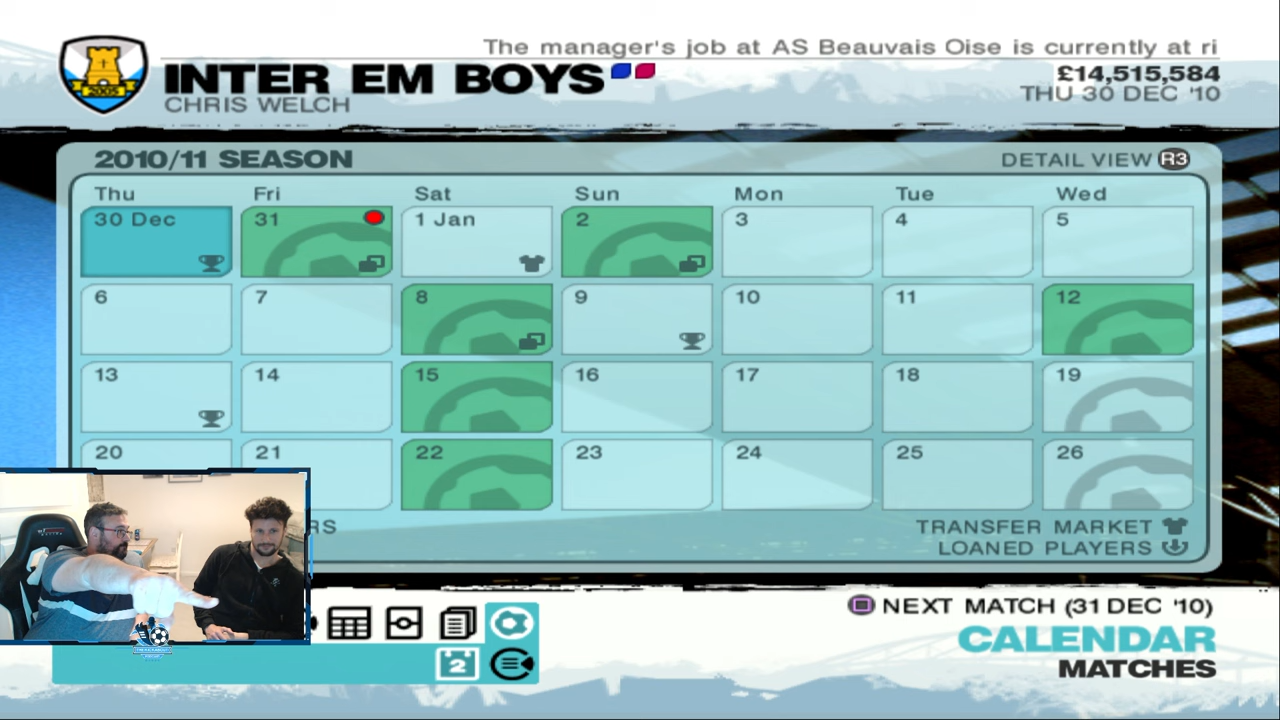 The manager's job at AS Beauvais Oise is currently at ri
INTER EM BOYS
£14,515,584
CHRIS WELCH
THU 30 DEC '10
2005
2010/11 SEASON
DETAIL VIEW R3
Thu Fri Sat Sun Mon Tue Wed
30 Dec 31 1 Jan 2 3 4 5
6 7 8 9 10 11 12
13 14 15 16 17 18 19
20 21 22 23 24 25 26
RS
TRANSFER MARKET
LOANED PLAYERS
NEXT MATCH (31 DEC '10)
CALENDAR
2
MATCHES